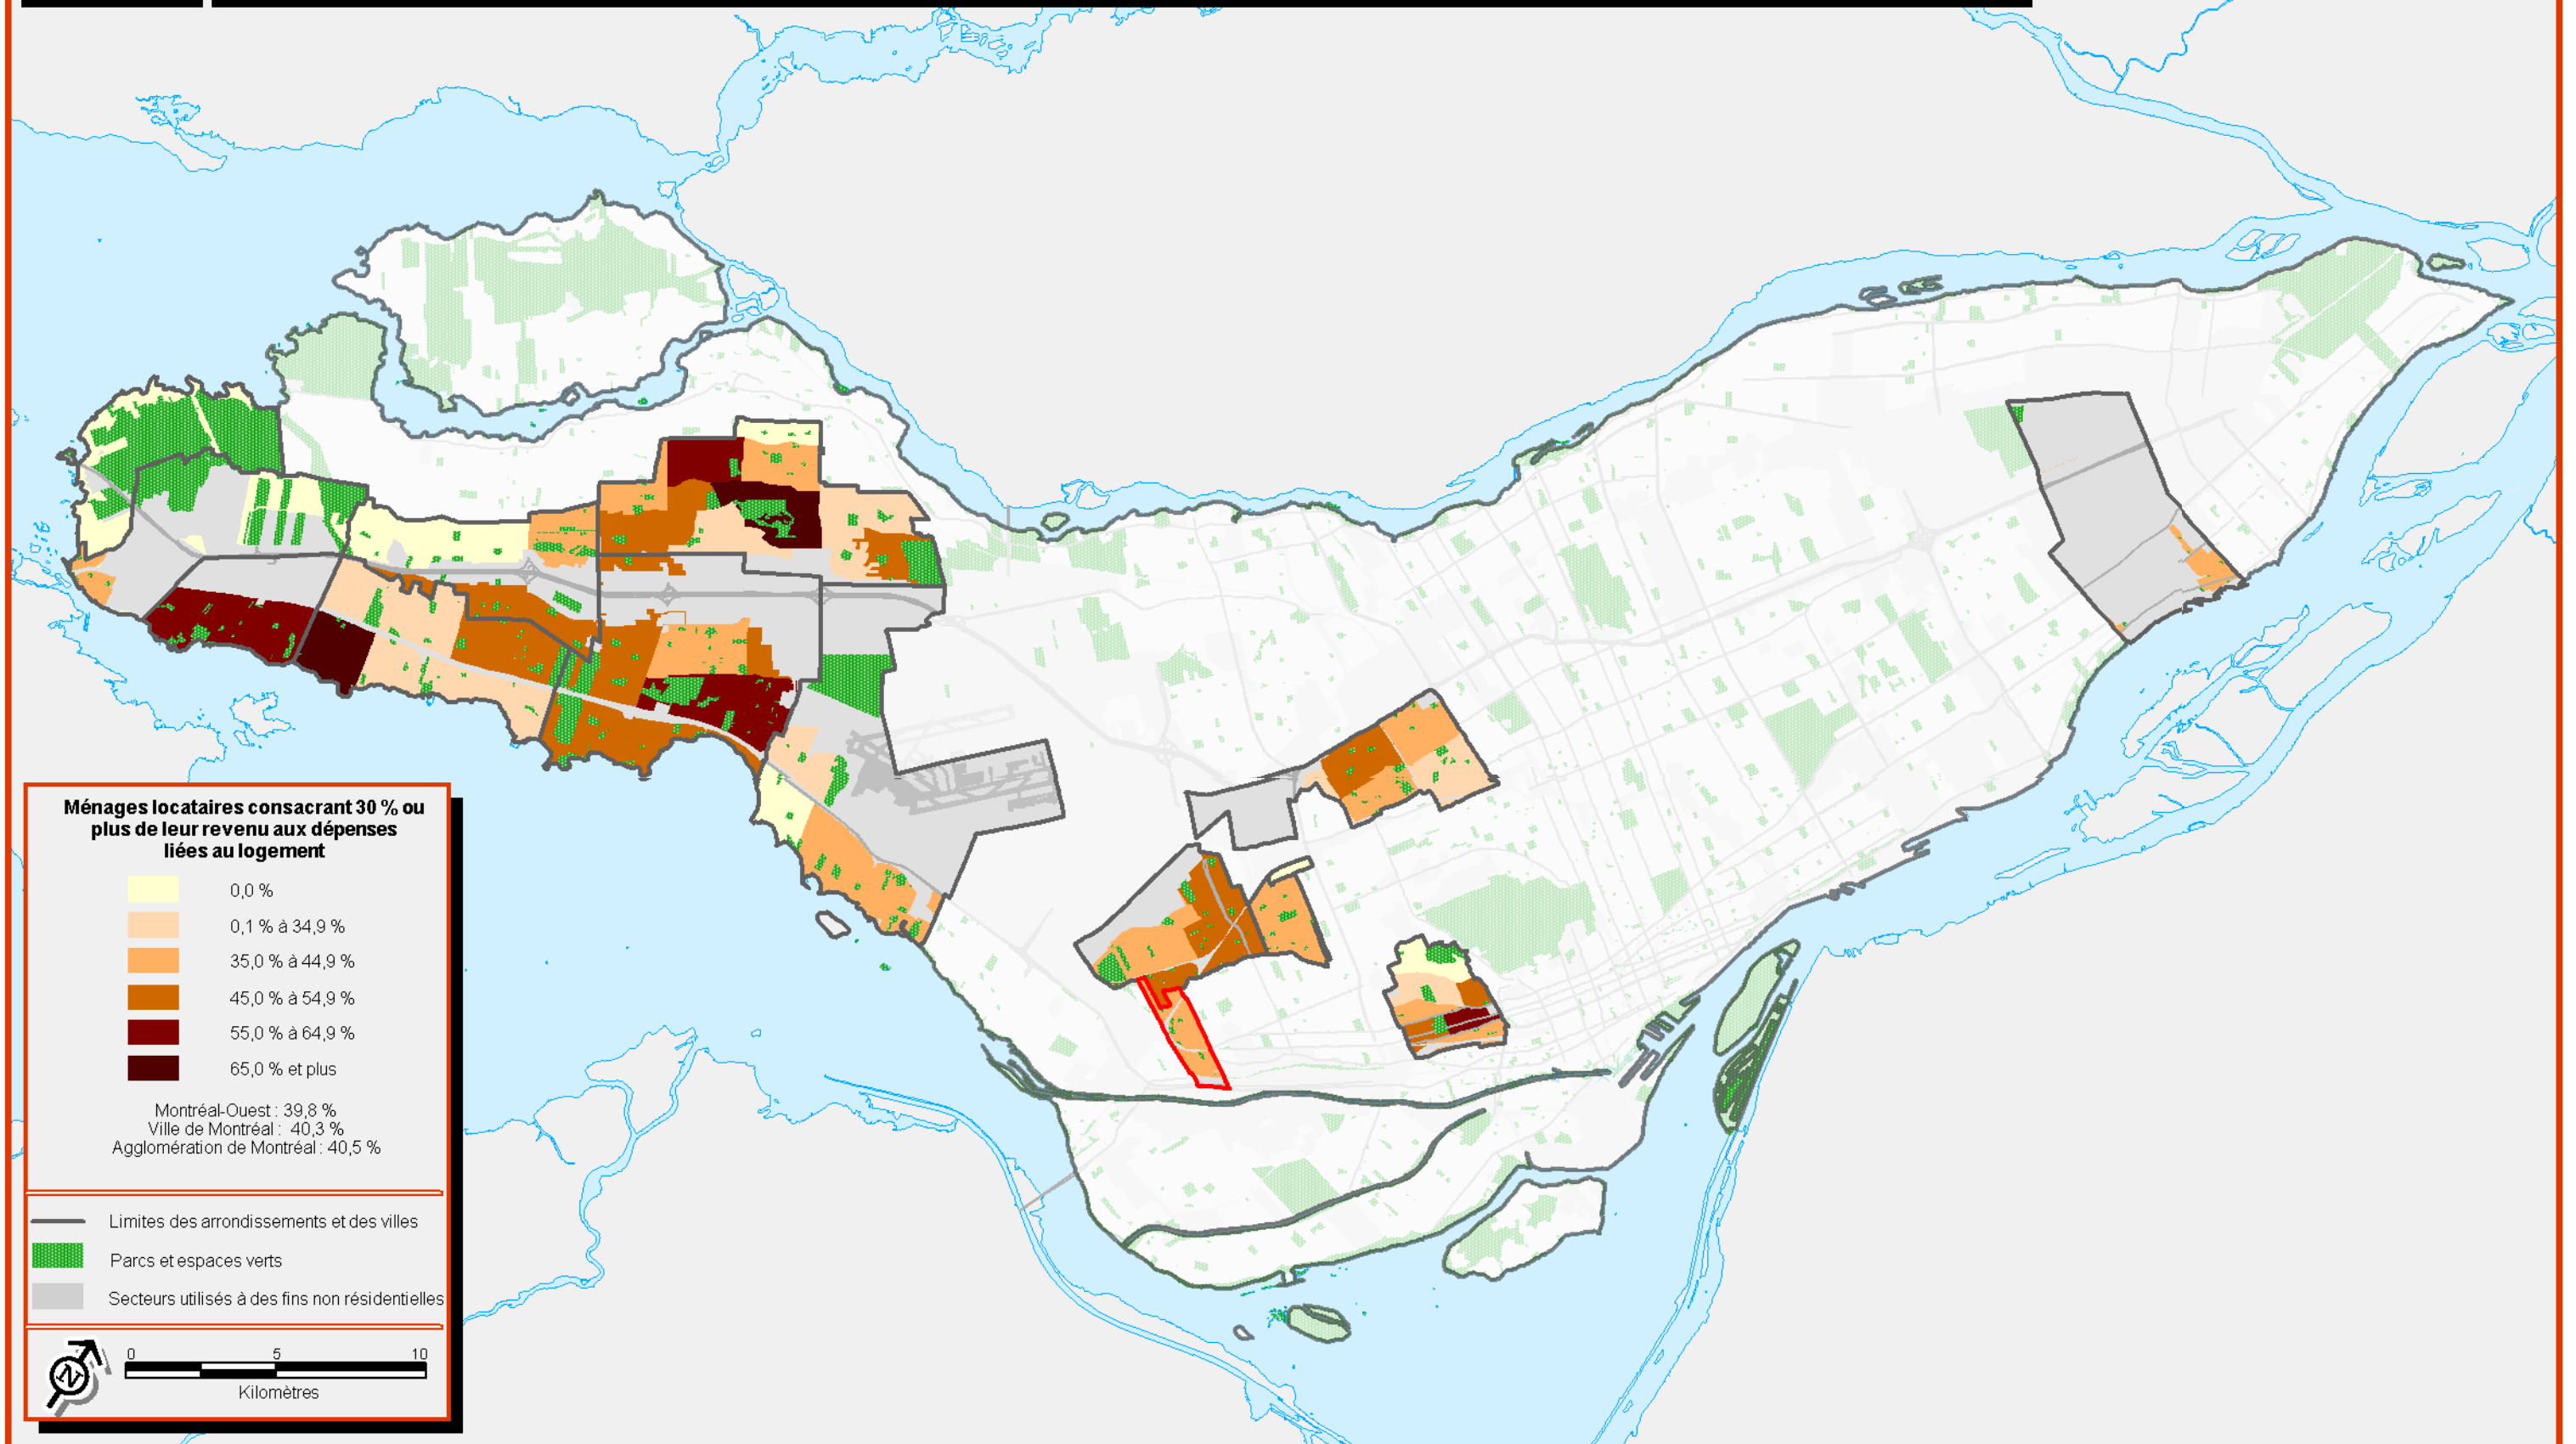 Ménages locataires consacrant 30 % ou
plus de leur revenu aux dépenses
liées au logement
0,0 %
0,1 % à 34,9 %
35,0 % à 44,9 %
45,0 % à 54,9 %
55,0 % à 64,9 %
65,0 % et plus
Montréal-Ouest : 39,8 %
Ville de Montréal : 40,3 %
Agglomération de Montréal : 40,5 %
Limites des arrondissements et des villes
Parcs et espaces verts
Secteurs utilisés à des fins non résidentielles
N
0 5 10
Kilomètres